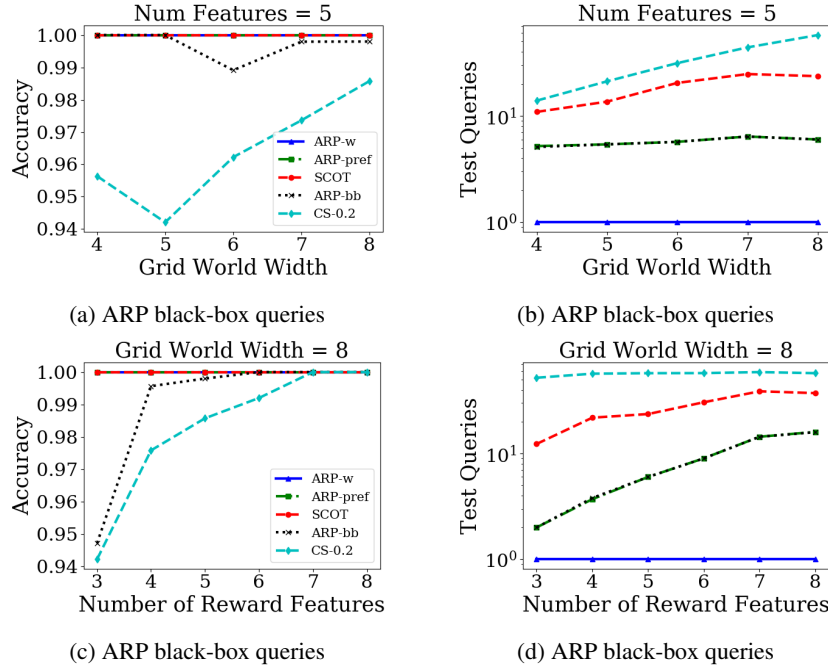 Num Features = 5
1.00
0.99
0.98
0.97
0.96
0.95
0.94
Accuracy
ARP-w
ARP-pref
SCOT
ARP-bb
CS-0.2
4 5 6 7 8
Grid World Width
(a) ARP black-box queries
Num Features = 5
10¹
10⁰
Test Queries
4 5 6 7 8
Grid World Width
(b) ARP black-box queries
Grid World Width = 8
1.00
0.99
0.98
0.97
0.96
0.95
0.94
Accuracy
ARP-w
ARP-pref
SCOT
ARP-bb
CS-0.2
3 4 5 6 7 8
Number of Reward Features
(c) ARP black-box queries
Grid World Width = 8
10¹
10⁰
Test Queries
3 4 5 6 7 8
Number of Reward Features
(d) ARP black-box queries